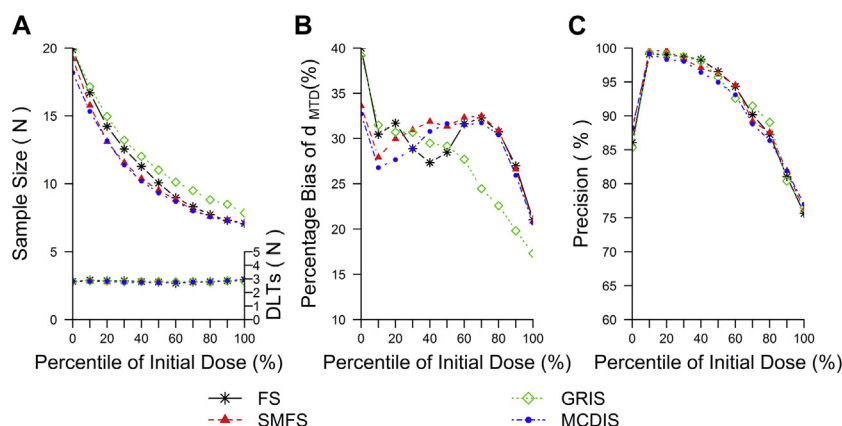 A
B
C
Sample Size ( N )
20
15
10
5
0
5
4
3
2
1
0
DLTs ( N )
0 20 40 60 80 100
Percentile of Initial Dose (%)
Percentage Bias of d MTD(%)
40
35
30
25
20
15
10
0 20 40 60 80 100
Percentile of Initial Dose (%)
Precision ( % )
100
95
90
85
80
75
70
65
60
0 20 40 60 80 100
Percentile of Initial Dose (%)
FS
GRIS
SMFS
MCDIS